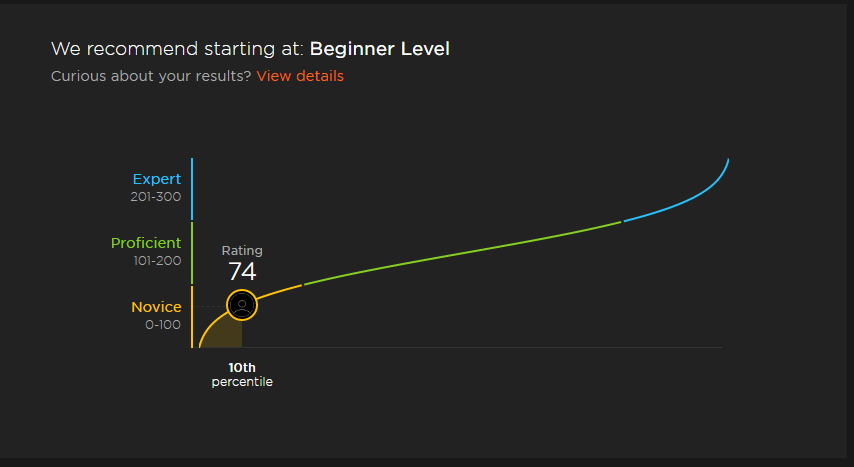 We recommend starting at: Beginner Level
Curious about your results? View details
Expert
201-300
Proficient
101-200
Rating
74
Novice
0-100
10th
percentile